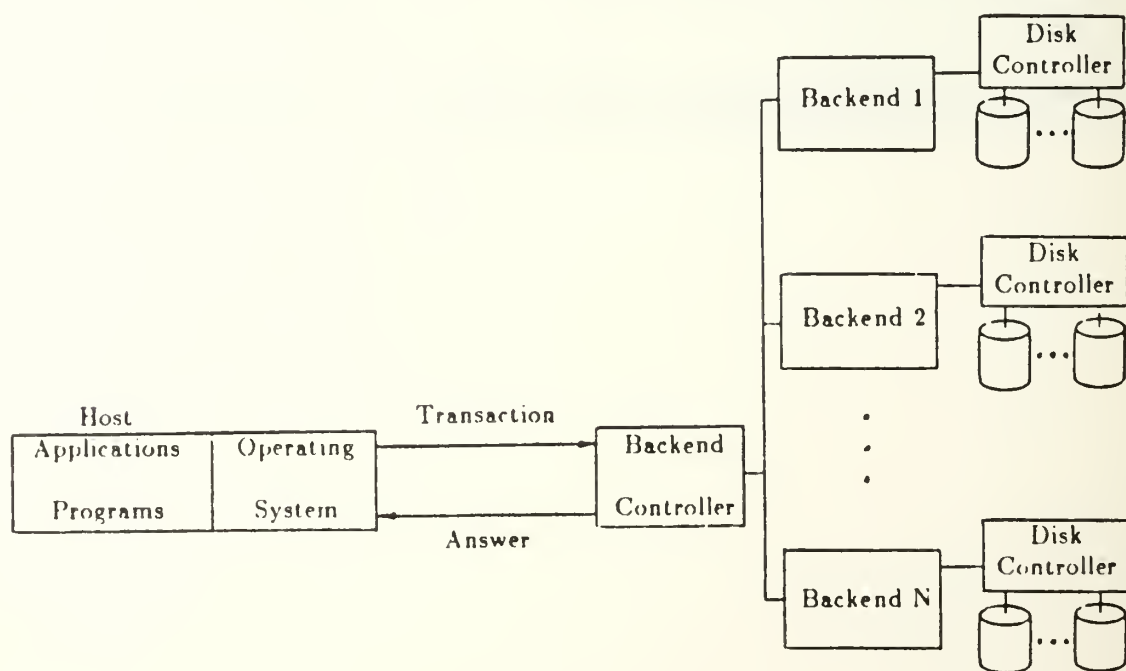 Disk
Controller
Backend 1
Disk
Controller
Backend 2
Host
Applications
Programs
Operating
System
Transaction
Answer
Backend
Controller
Disk
Controller
Backend N